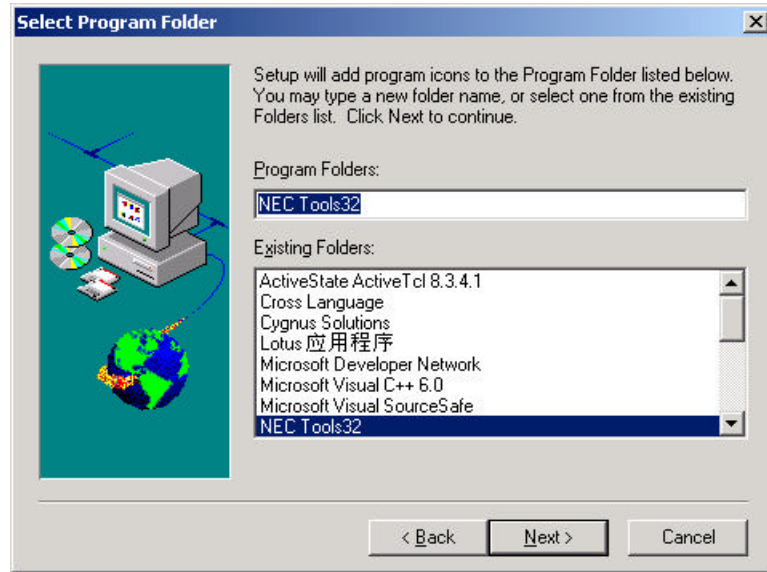 Select Program Folder
Setup will add program icons to the Program Folder listed below.
You may type a new folder name, or select one from the existing
Folders list. Click Next to continue.
Program Folders:
NEC Tools32
Existing Folders:
ActiveState ActiveTcl 8.3.4.1
Cross Language
Cygnus Solutions
Lotus 应用程序
Microsoft Developer Network
Microsoft Visual C++ 6.0
Microsoft Visual SourceSafe
NEC Tools32
< Back
Next >
Cancel